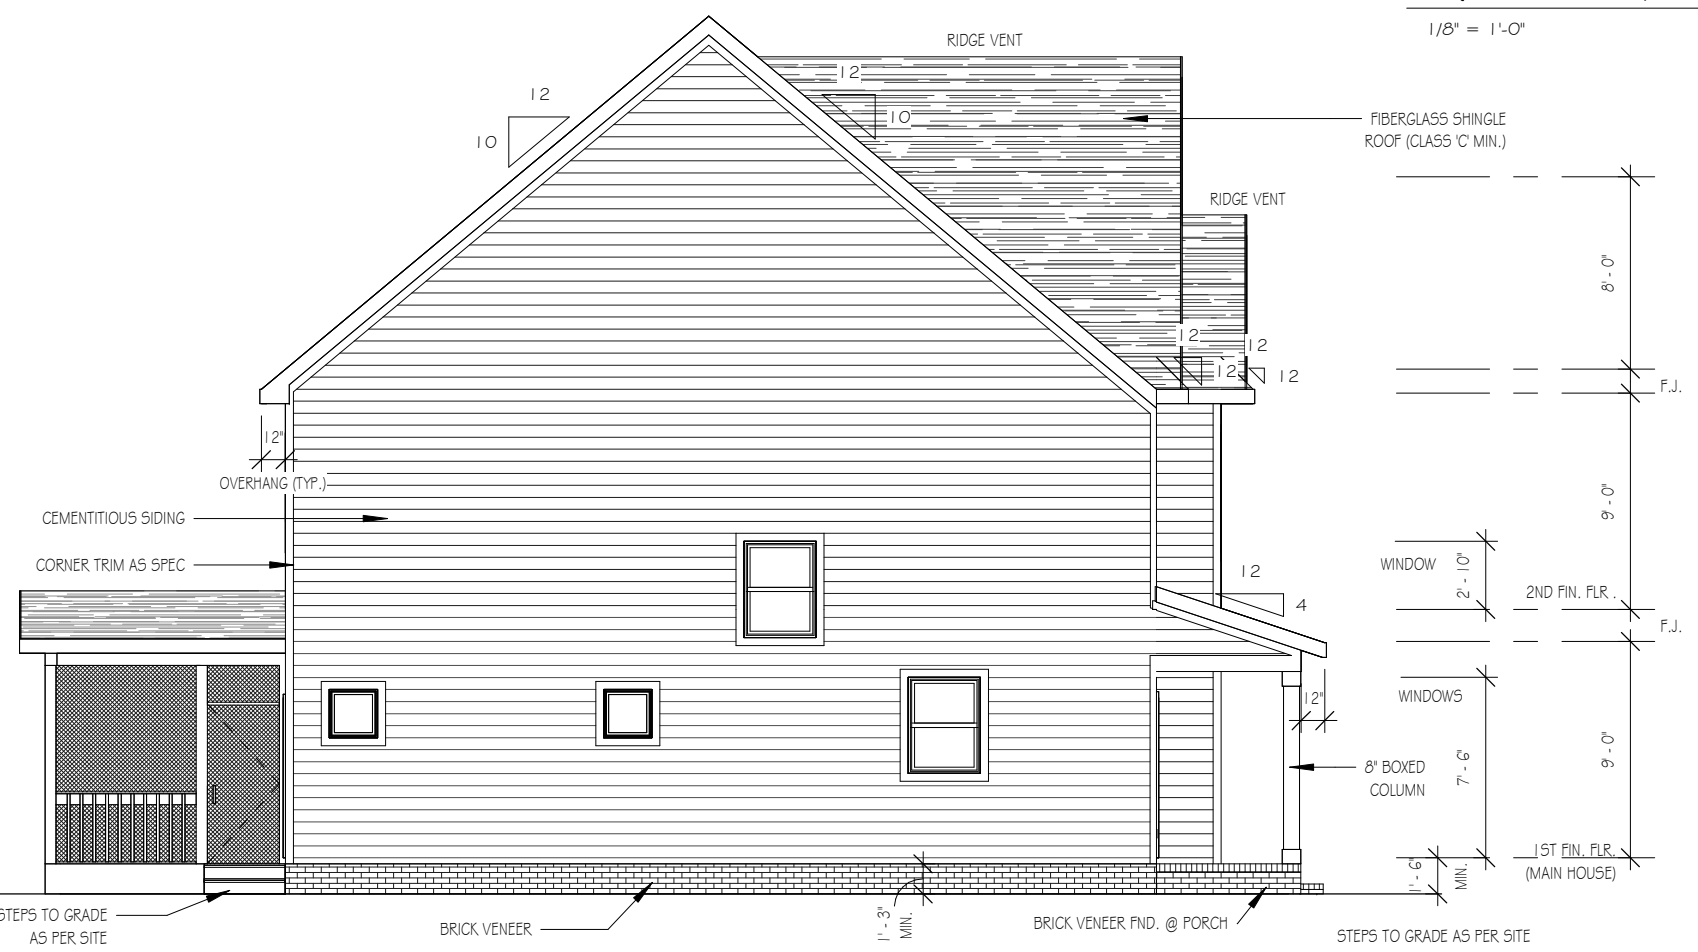 1/8" = 1'-0"
RIDGE VENT
12
12
10
10
FIBERGLASS SHINGLE
ROOF (CLASS 'C' MIN.)
RIDGE VENT
8'-0"
12
12
12
12
F.J.
12"
OVERHANG (TYP.)
9'-0"
CEMENTITIOUS SIDING
CORNER TRIM AS SPEC
WINDOW
2'-10"
12
4
2ND FIN. FLR.
F.J.
WINDOWS
12"
9'-0"
8" BOXED
COLUMN
7'-6"
1ST FIN. FLR.
(MAIN HOUSE)
1'-6"
MIN.
STEPS TO GRADE
AS PER SITE
BRICK VENEER
1'-3"
MIN.
BRICK VENEER FND. @ PORCH
STEPS TO GRADE AS PER SITE